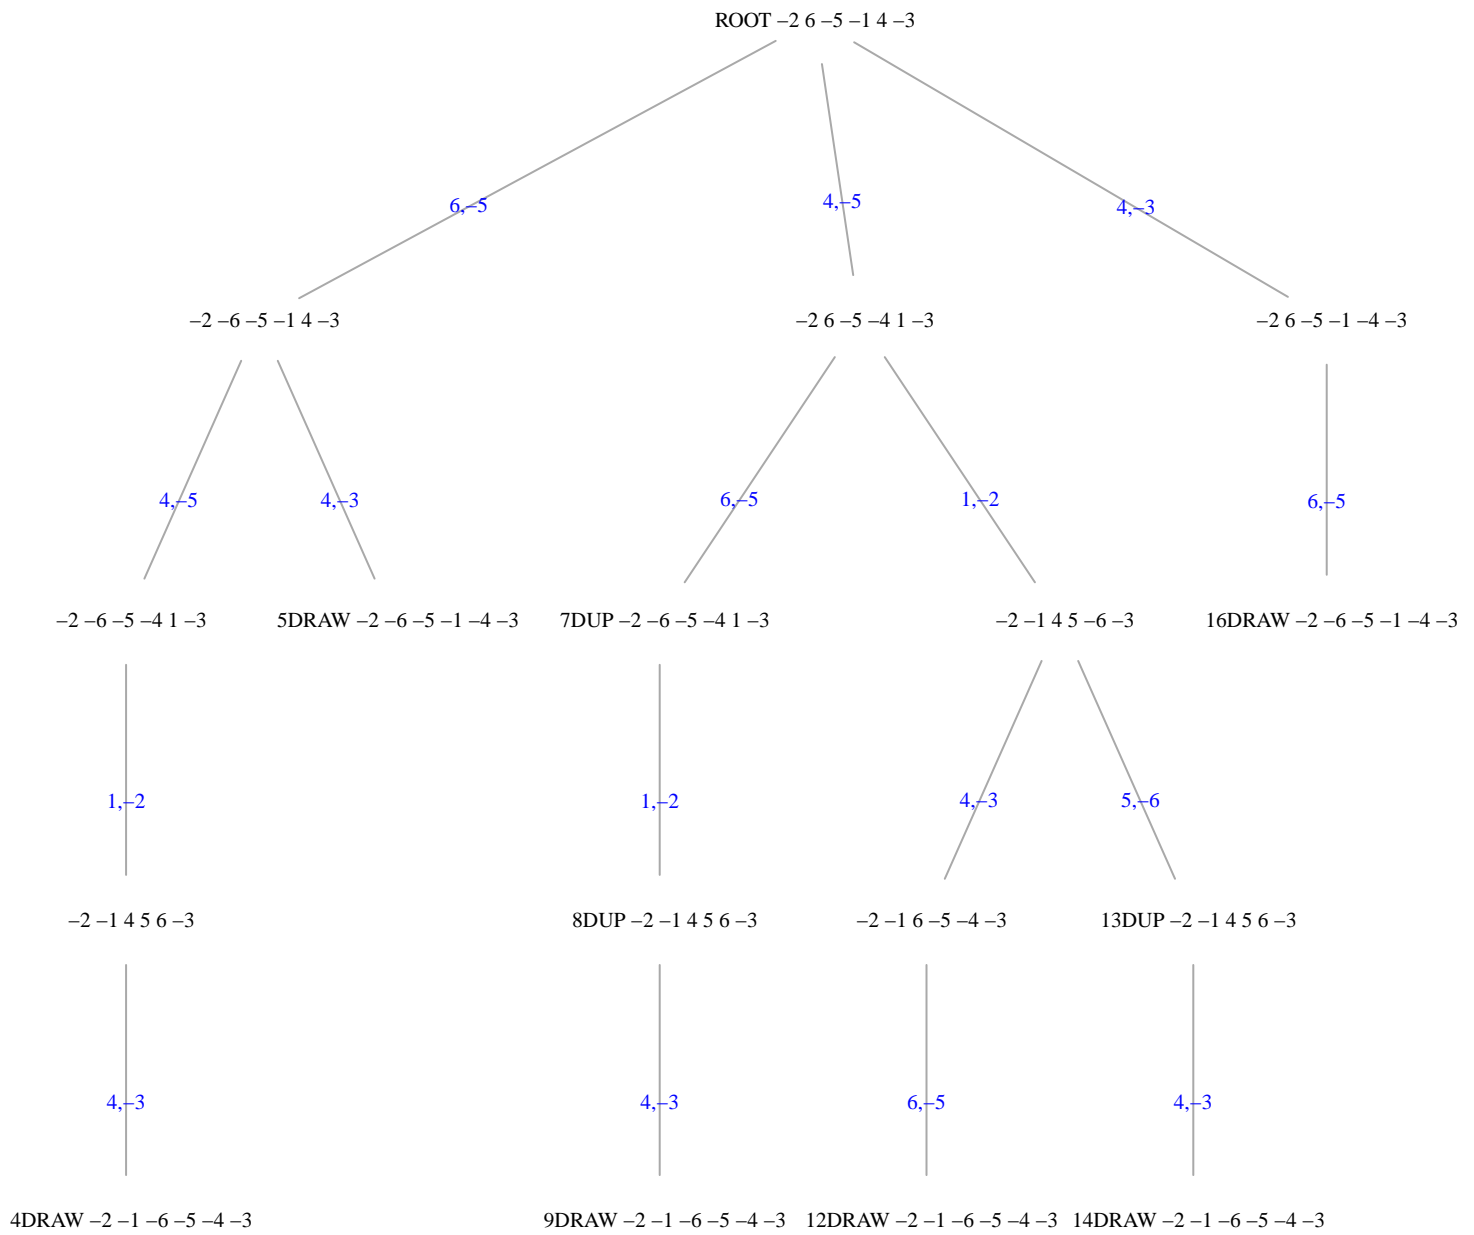 ROOT –2 6 –5 –1 4 –3
6,–5
4,–5
4,–3
–2 –6 –5 –1 4 –3
–2 6 –5 –4 1 –3
–2 6 –5 –1 –4 –3
4,–5
4,–3
6,–5
1,–2
6,–5
–2 –6 –5 –4 1 –3
5DRAW –2 –6 –5 –1 –4 –3
7DUP –2 –6 –5 –4 1 –3
–2 –1 4 5 –6 –3
16DRAW –2 –6 –5 –1 –4 –3
1,–2
1,–2
4,–3
5,–6
–2 –1 4 5 6 –3
8DUP –2 –1 4 5 6 –3
–2 –1 6 –5 –4 –3
13DUP –2 –1 4 5 6 –3
4,–3
4,–3
6,–5
4,–3
4DRAW –2 –1 –6 –5 –4 –3
9DRAW –2 –1 –6 –5 –4 –3
12DRAW –2 –1 –6 –5 –4 –3
14DRAW –2 –1 –6 –5 –4 –3